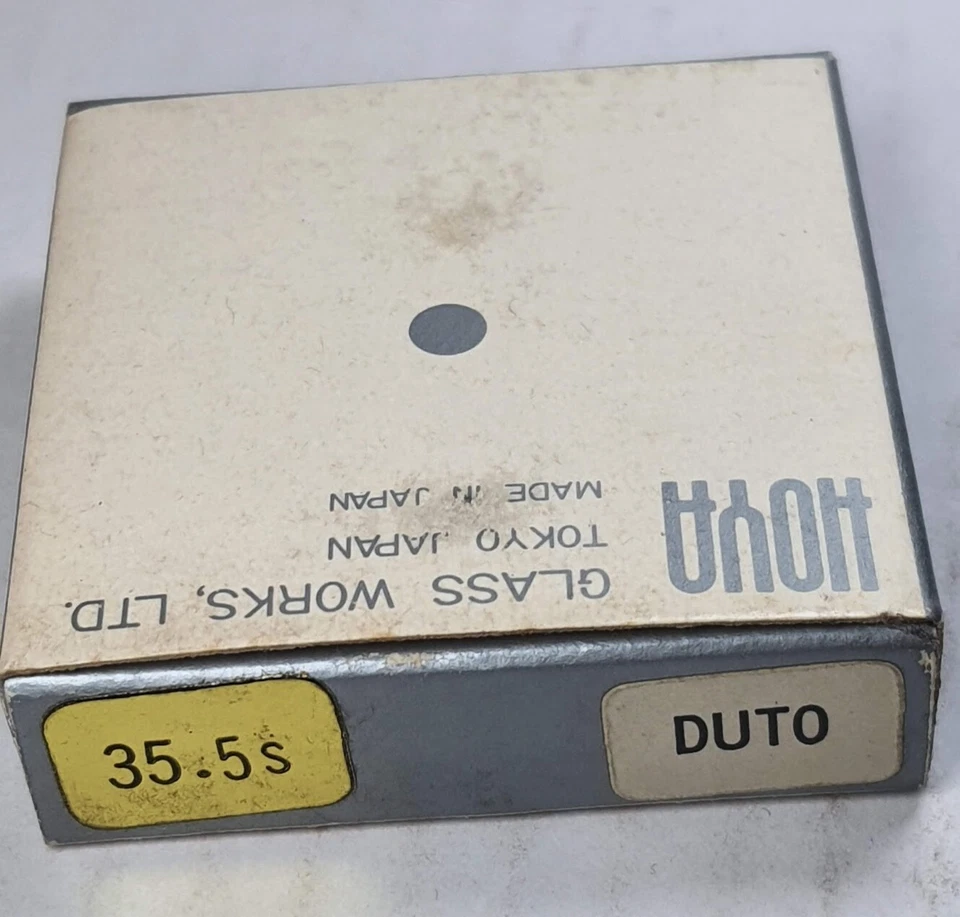 HOYA
GLASS WORKS, LTD.
TOKYO JAPAN
MADE IN JAPAN
35.5s
DUTO